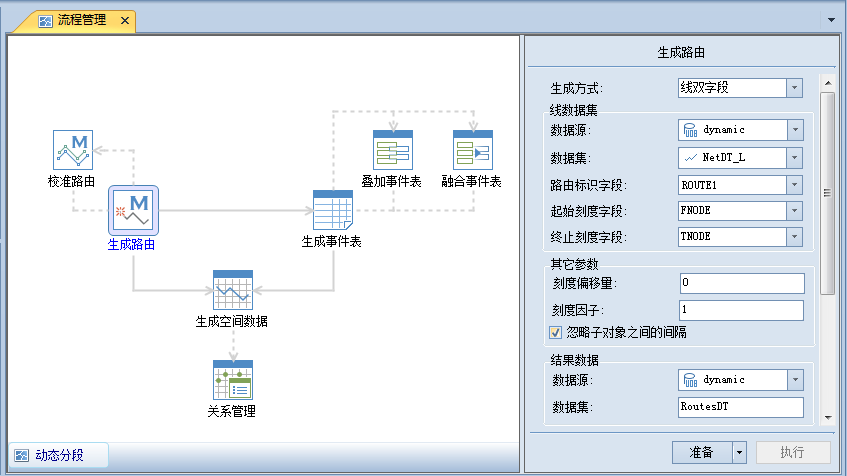 流程管理
校准路由
叠加事件表
融合事件表
生成路由
生成事件表
生成空间数据
关系管理
动态分段
生成路由
生成方式: 线双字段
线数据集
数据源: dynamic
数据集: NetDT_L
路由标识字段: ROUTE1
起始刻度字段: FNODE
终止刻度字段: TNODE
其它参数
刻度偏移量: 0
刻度因子: 1
忽略子对象之间的间隔
结果数据
数据源: dynamic
数据集: RoutesDT
准备 执行